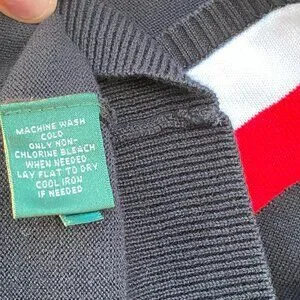 MACHINE WASH
COLD
ONLY NON-
CHLORINE BLEACH
WHEN NEEDED
LAY FLAT TO DRY
COOL IRON
IF NEEDED